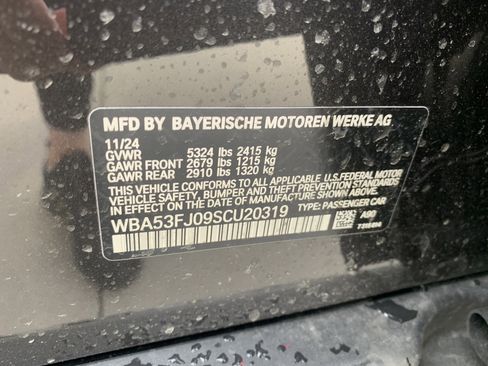 MFD BY BAYERISCHE MOTOREN WERKE AG
11/24
GVWR 5324 lbs 2415 kg
GAWR FRONT 2679 lbs 1215 kg
GAWR REAR 2910 lbs 1320 kg
THIS VEHICLE CONFORMS TO ALL APPLICABLE U.S. FEDERAL MOTOR
VEHICLE SAFETY, BUMPER AND THEFT PREVENTION STANDARDS IN EFFECT ON THE
DATE OF MANUFACTURE SHOWN ABOVE.
WBA53FJ09SCU20319 TYPE: PASSENGER CAR
A90